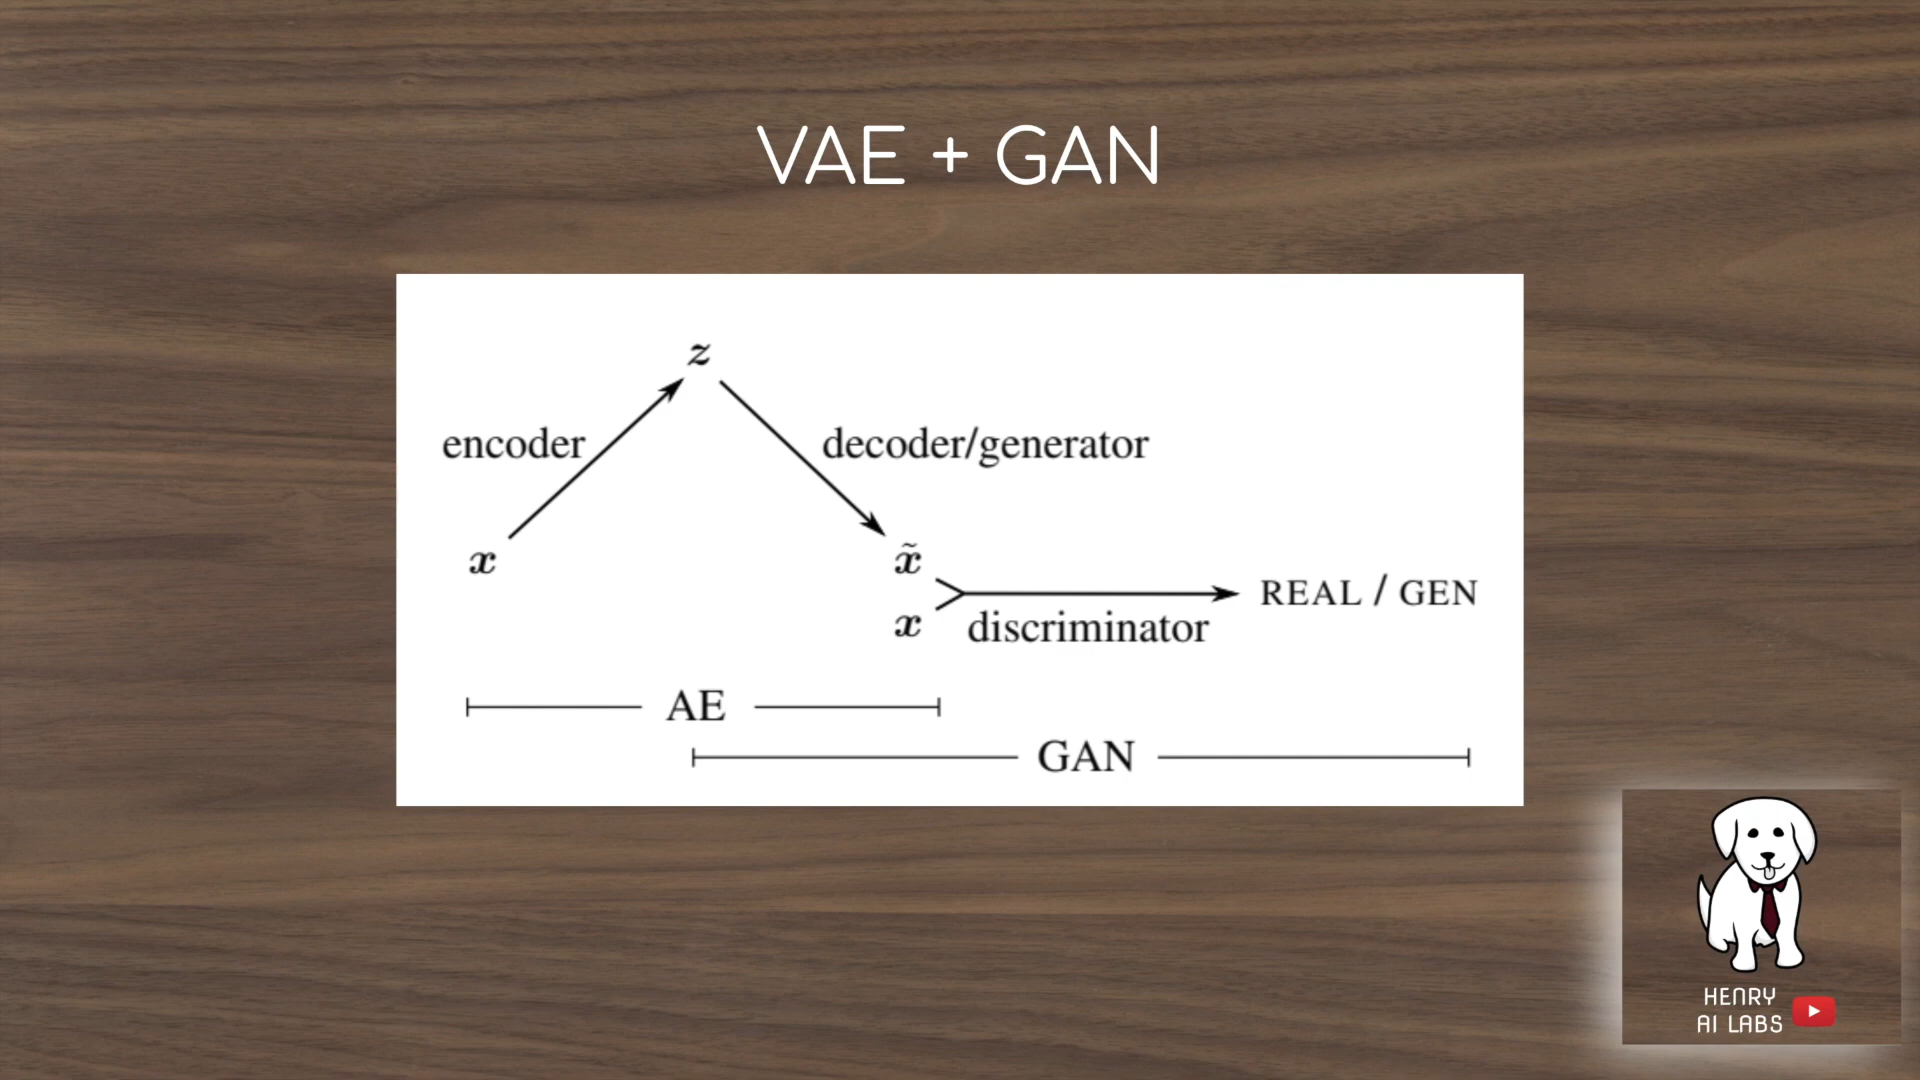 VAE + GAN
z
encoder
decoder/generator
x
x̃
x
REAL / GEN
discriminator
AE
GAN
HENRY
AI LABS